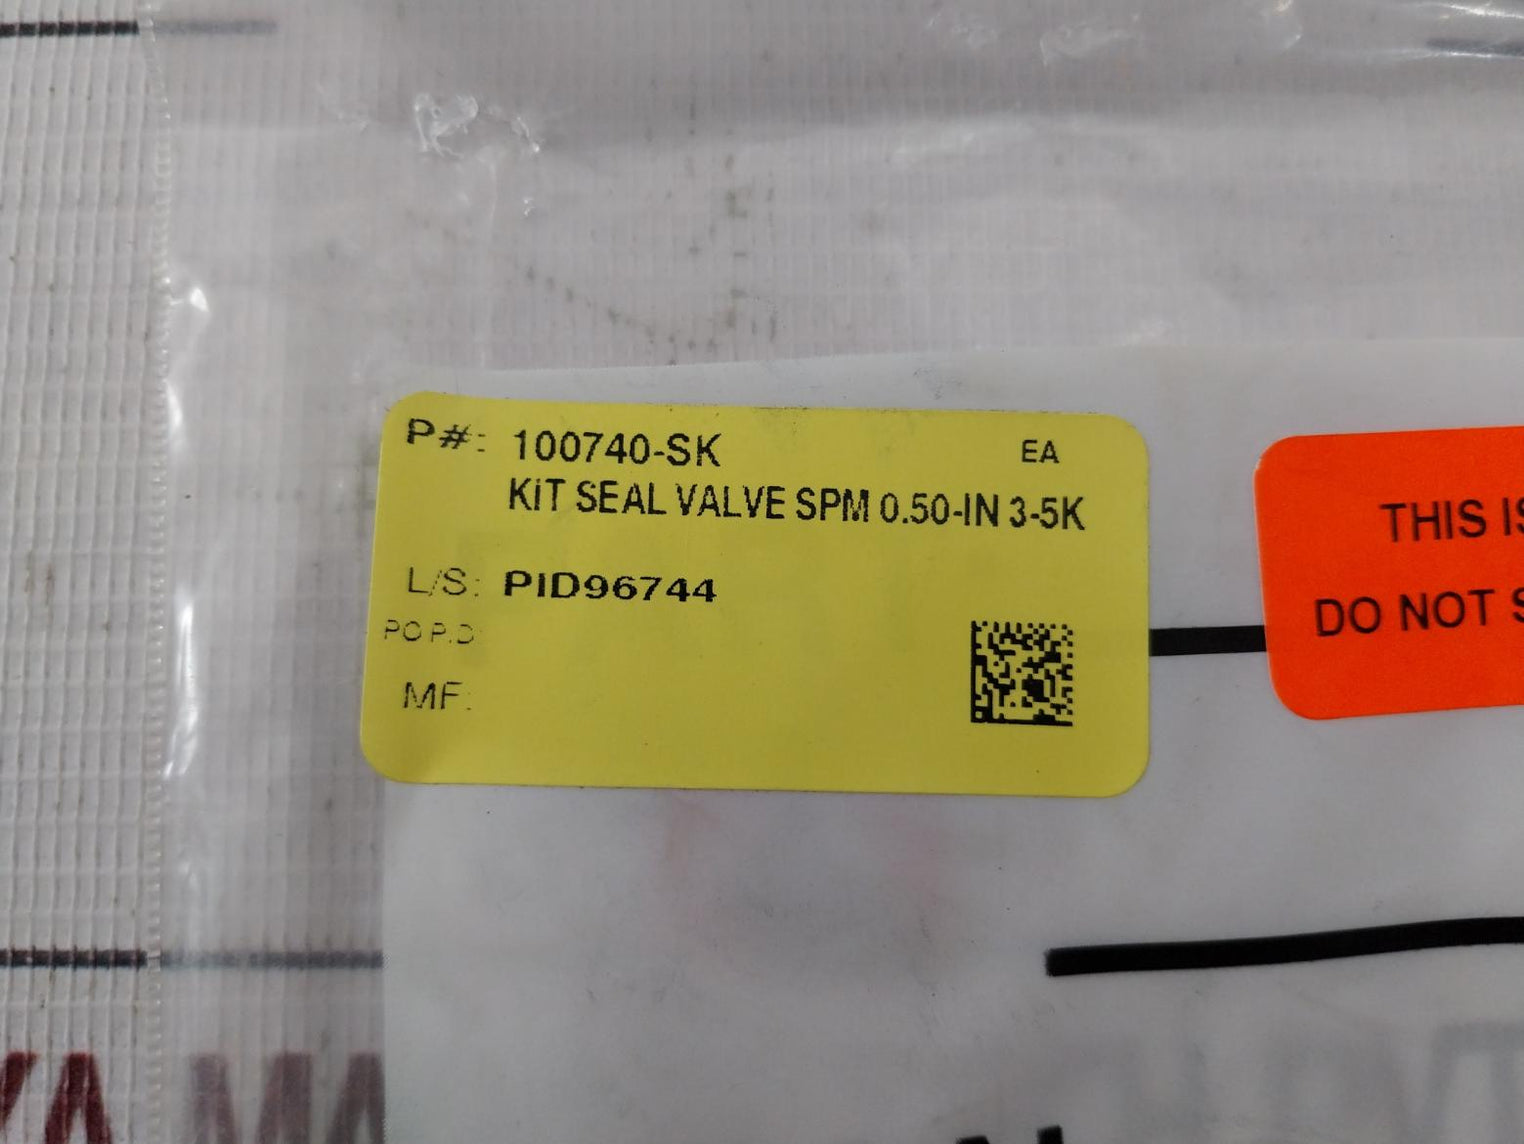 P#: 100740-SK EA
KIT SEAL VALVE SPM 0.50-IN 3-5K
L/S: PID96744
PO P.D
MF:
THIS IS
DO NOT S